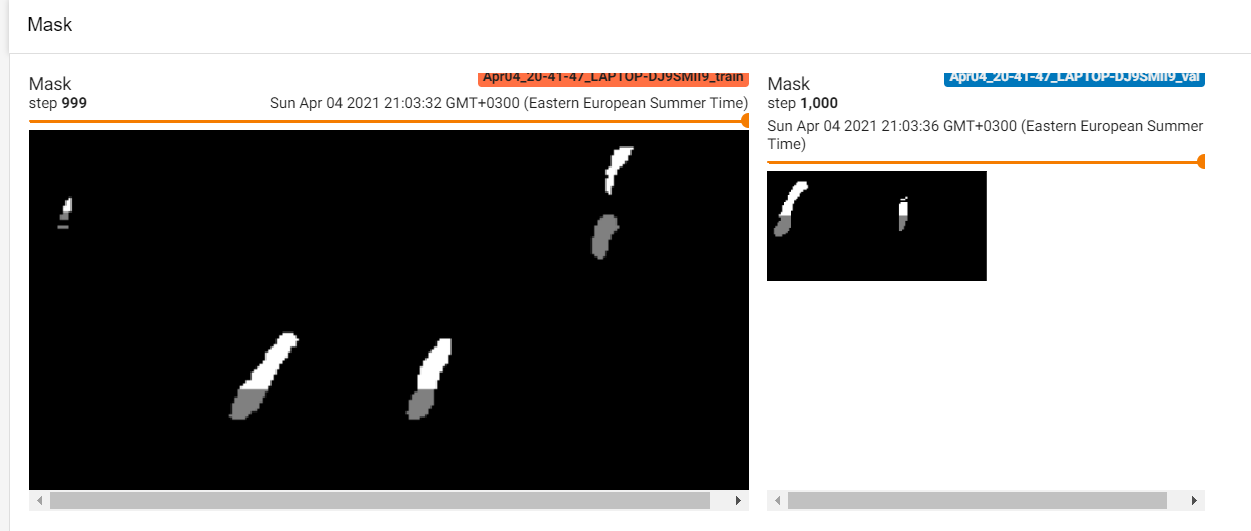 Mask
Mask
Apr04_20-41-47_LAPTOP-DJ9SMII9_train
step 999
Sun Apr 04 2021 21:03:32 GMT+0300 (Eastern European Summer Time)
Mask
Apr04_20-41-47_LAPTOP-DJ9SMII9_val
step 1,000
Sun Apr 04 2021 21:03:36 GMT+0300 (Eastern European Summer
Time)